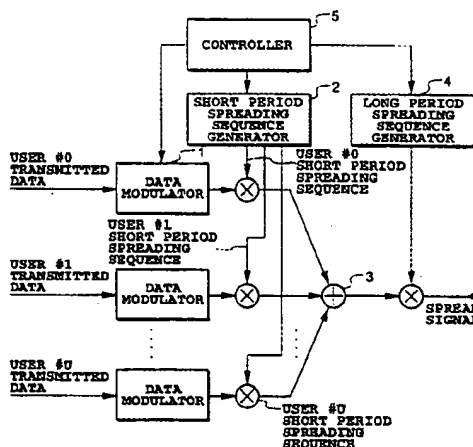 5
CONTROLLER
2
4
SHORT PERIOD
SPREADING
SEQUENCE
GENERATOR
LONG PERIOD
SPREADING
SEQUENCE
GENERATOR
USER #0
TRANSMITTED
DATA
1
DATA
MODULATOR
USER #0
SHORT PERIOD
SPREADING
SEQUENCE
USER #1
SHORT PERIOD
SPREADING
SEQUENCE
USER #1
TRANSMITTED
DATA
DATA
MODULATOR
3
SPREAD
SIGNAL
USER #U
TRANSMITTED
DATA
DATA
MODULATOR
USER #U
SHORT PERIOD
SPREADING
SEQUENCE